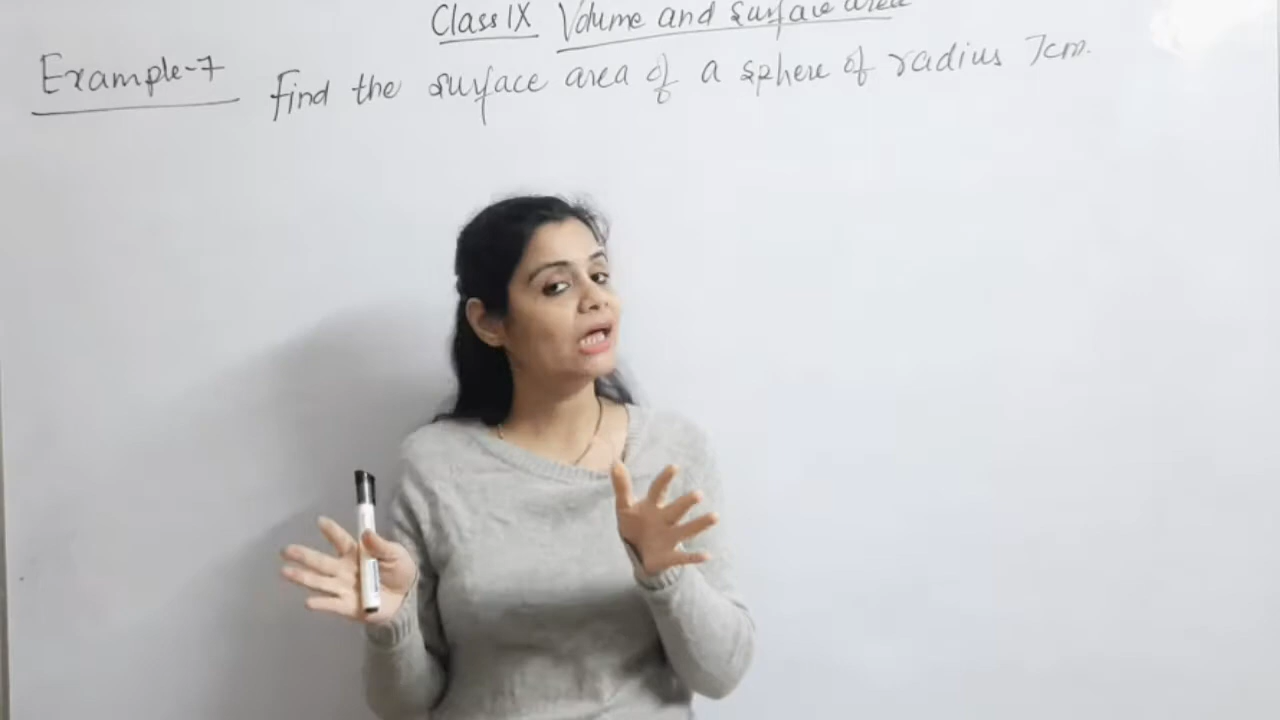 Class IX Volume and Surface area
Example-7 Find the surface area of a sphere of radius 7cm.